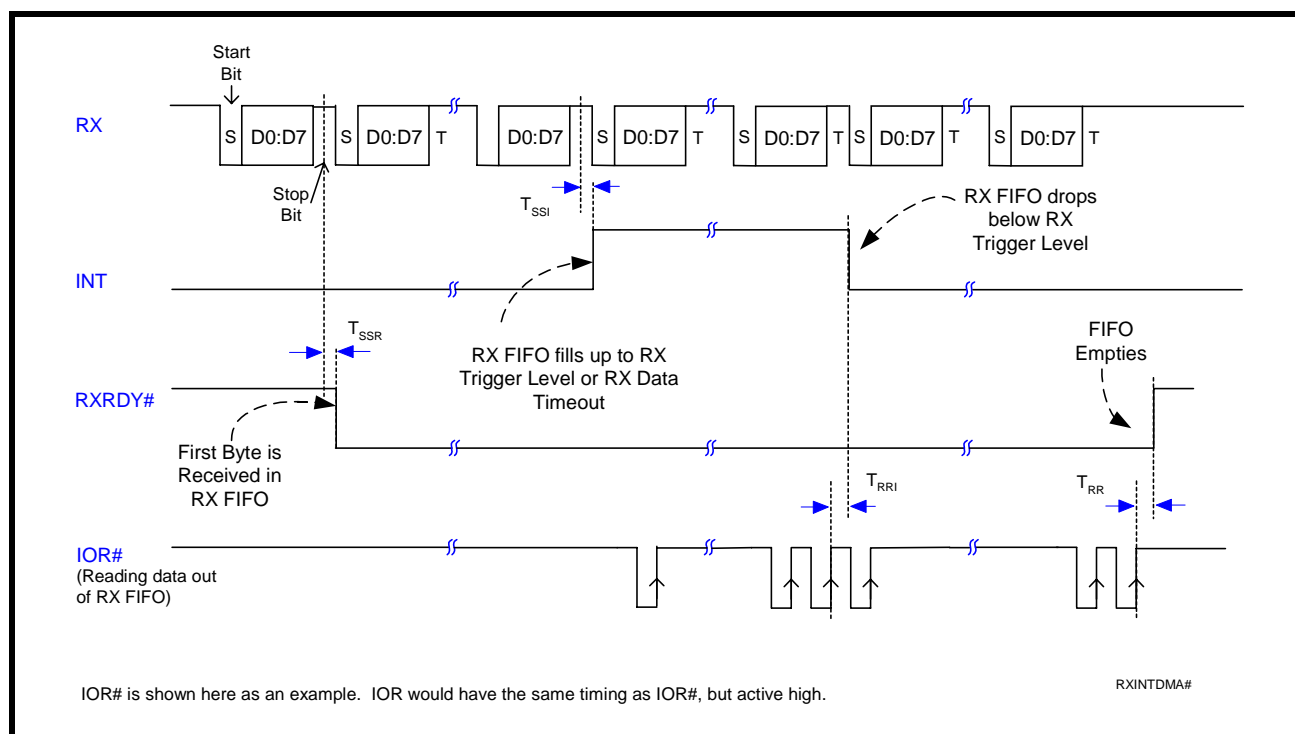 Start
Bit
RX
S D0:D7 S D0:D7 T D0:D7 S D0:D7 T S D0:D7 T S D0:D7 T S D0:D7 T
Stop
Bit
TSSI
RX FIFO drops
below RX
Trigger Level
INT
TSSR
RX FIFO fills up to RX
Trigger Level or RX Data
Timeout
FIFO
Empties
RXRDY#
First Byte is
Received in
RX FIFO
TRRI
TRR
IOR#
(Reading data out
of RX FIFO)
IOR# is shown here as an example. IOR would have the same timing as IOR#, but active high.
RXINTDMA#